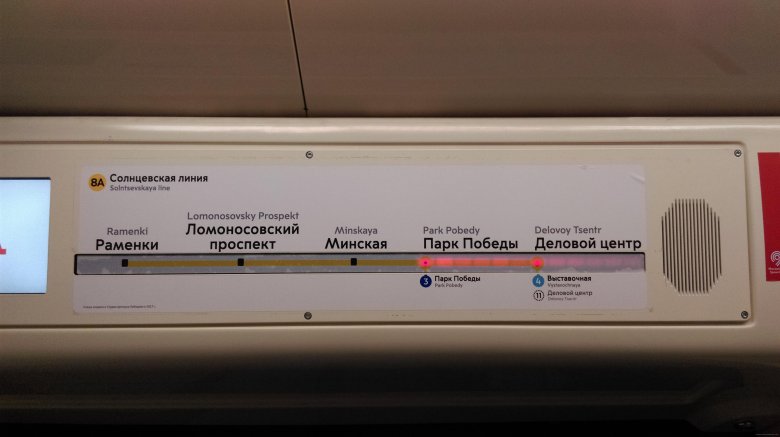 8А Солнцевская линия
Solntsevskaya line
Ramenki
Раменки
Lomonosovsky Prospekt
Ломоносовский
проспект
Minskaya
Минская
Park Pobedy
Парк Победы
Delovoy Tsentr
Деловой центр
3 Парк Победы
Park Pobedy
4 Выставочная
Vystavochnaya
11 Деловой центр
Delovoy Tsentr